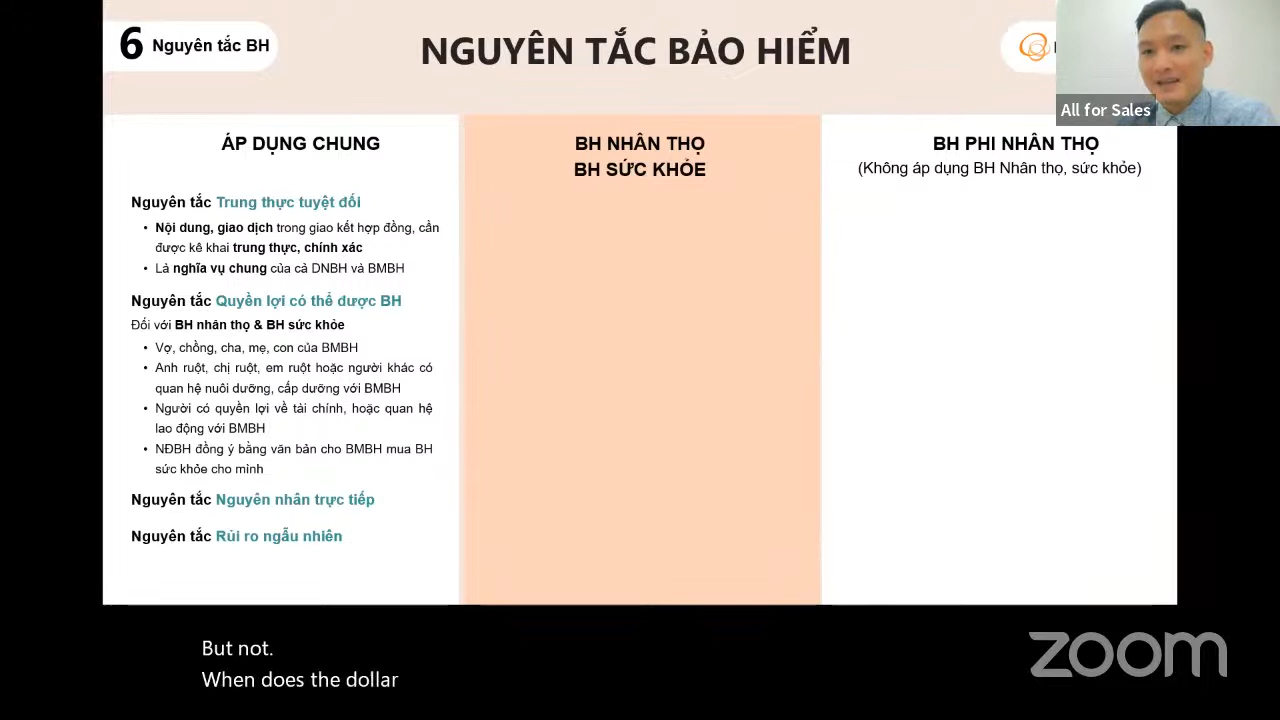 6 Nguyên tắc BH
NGUYÊN TẮC BẢO HIỂM
All for Sales
ÁP DỤNG CHUNG
Nguyên tắc Trung thực tuyệt đối
• Nội dung, giao dịch trong giao kết hợp đồng, cần
được kê khai trung thực, chính xác
• Là nghĩa vụ chung của cả DNBH và BMBH
Nguyên tắc Quyền lợi có thể được BH
Đối với BH nhân thọ & BH sức khỏe
• Vợ, chồng, cha, mẹ, con của BMBH
• Anh ruột, chị ruột, em ruột hoặc người khác có
quan hệ nuôi dưỡng, cấp dưỡng với BMBH
• Người có quyền lợi về tài chính, hoặc quan hệ
lao động với BMBH
• NĐBH đồng ý bằng văn bản cho BMBH mua BH
sức khỏe cho mình
Nguyên tắc Nguyên nhân trực tiếp
Nguyên tắc Rủi ro ngẫu nhiên
BH NHÂN THỌ
BH SỨC KHỎE
BH PHI NHÂN THỌ
(Không áp dụng BH Nhân thọ, sức khỏe)
But not.
When does the dollar
zoom